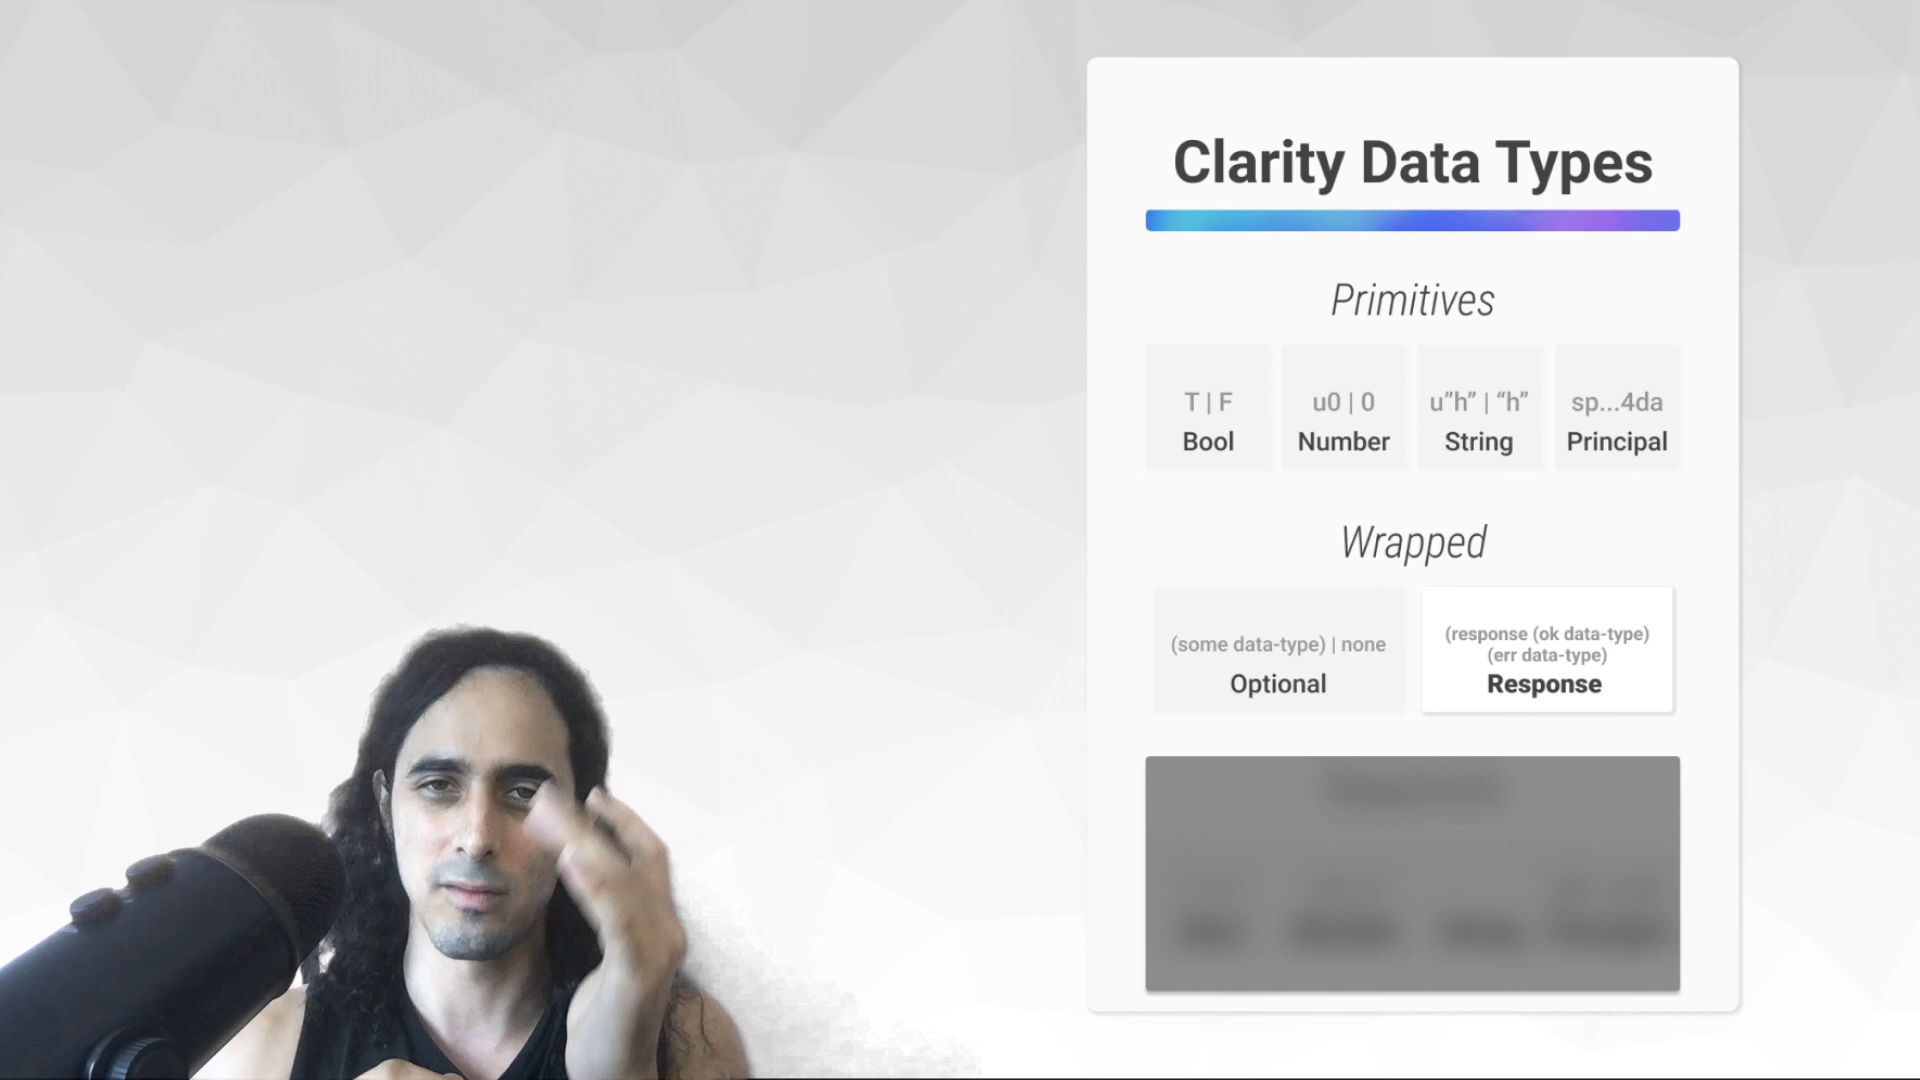 Clarity Data Types
Primitives
T | F
Bool
u0 | 0
Number
u”h” | “h”
String
sp...4da
Principal
Wrapped
(some data-type) | none
Optional
(response (ok data-type)
(err data-type)
Response